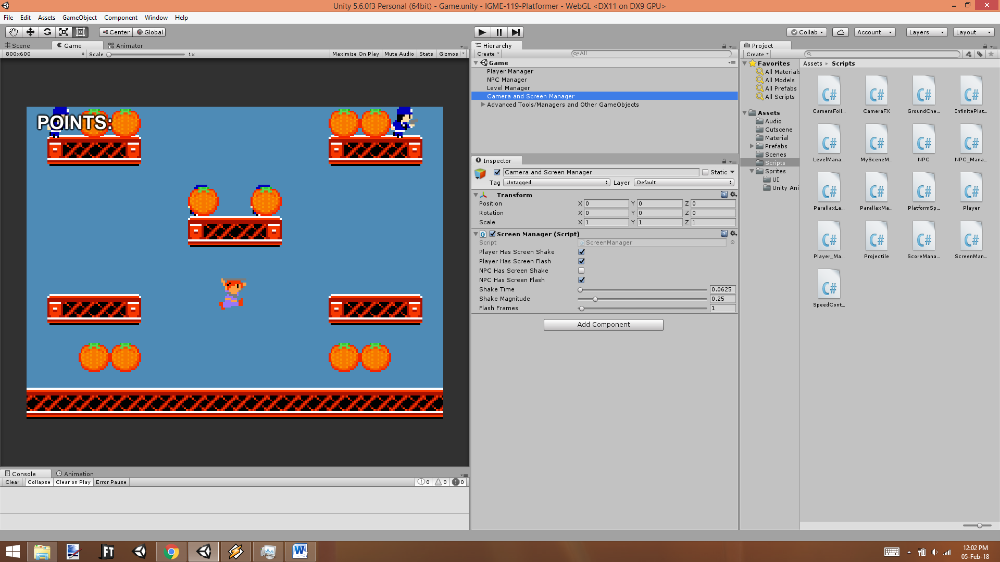 Unity 5.6.0f3 Personal (64bit) - Game.unity - IGME-119-Platformer - WebGL <DX11 on DX9 GPU>
File Edit Assets GameObject Component Window Help
Center Global
Collab Account Layers Layout
Scene Game Animator
800x600 Scale 1x Maximize On Play Mute Audio Stats Gizmos
POINTS:
Console Animation
Clear Collapse Clear on Play Error Pause 0 0 0
Hierarchy
Create All
Game
Player Manager
NPC Manager
Level Manager
Camera and Screen Manager
Advanced Tools/Managers and Other GameObjects
Inspector
Camera and Screen Manager Static
Tag Untagged Layer Default
Transform
Position X 0 Y 0 Z 0
Rotation X 0 Y 0 Z 0
Scale X 1 Y 1 Z 1
C# Screen Manager (Script)
Script ScreenManager
Player Has Screen Shake
Player Has Screen Flash
NPC Has Screen Shake
NPC Has Screen Flash
Shake Time 0.0625
Shake Magnitude 0.25
Flash Frames 1
Add Component
Project
Create
Favorites
All Materials
All Models
All Prefabs
All Scripts
Assets
Audio
Cutscene
Material
Prefabs
Scenes
Scripts
Sprites
UI
Unity Ani
Assets Scripts
C# C# C# C#
CameraFoll... CameraFX GroundChe... InfinitePlat...
C# C# C# C#
LevelMana... MySceneM... NPC NPC_Mana...
C# C# C# C#
ParallaxLa... ParallaxMa... PlatformSp... Player
C# C# C# C#
Player_Ma... Projectile ScoreMana... ScreenMan...
C#
SpeedCont...
FT W
12:02 PM
05-Feb-18